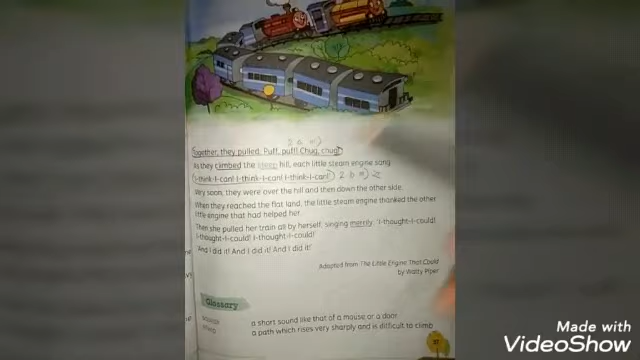 2 a =)
Together, they pulled. Puff, puff! Chug, chug!
As they climbed the steep hill, each little steam engine sang
I-think-I-can! I-think-I-can! I-think-I-can! 2 b =)
Very soon, they were over the hill and then down the other side.
When they reached the flat land, the little steam engine thanked the other
little engine that had helped her.
Then she pulled her train all by herself, singing merrily, 'I-thought-I-could!
I-thought-I-could! I-thought-I-could!'
'And I did it! And I did it! And I did it!'
Adapted from The Little Engine That Could
by Watty Piper
Glossary
a short sound like that of a mouse or a door
a path which rises very sharply and is difficult to climb
Made with
VideoShow